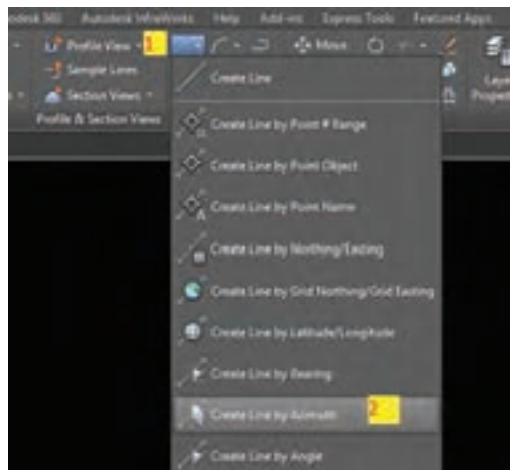 Autodesk InfraWorks Help Add-ins Express Tools Featured Apps
Profile View 1 Move
Sample Lines
Section Views
Profile & Section Views
Create Line
Create Line by Point # Range
Create Line by Point Object
Create Line by Point Name
Create Line by Northing/Easting
Create Line by Grid Northing/Grid Easting
Create Line by Latitude/Longitude
Create Line by Bearing
Create Line by Azimuth 2
Create Line by Angle